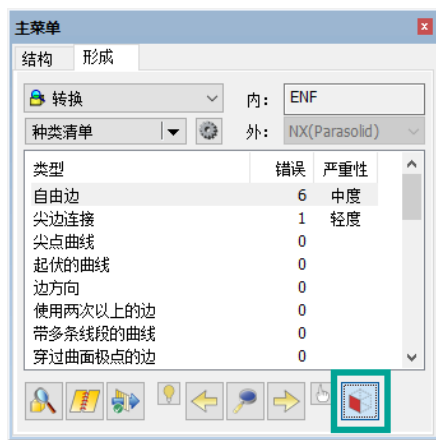 主菜单
结构 形成
转换 内： ENF
种类清单 外： NX(Parasolid)
类型 错误 严重性
自由边 6 中度
尖边连接 1 轻度
尖点曲线 0
起伏的曲线 0
边方向 0
使用两次以上的边 0
带多条线段的曲线 0
穿过曲面极点的边 0